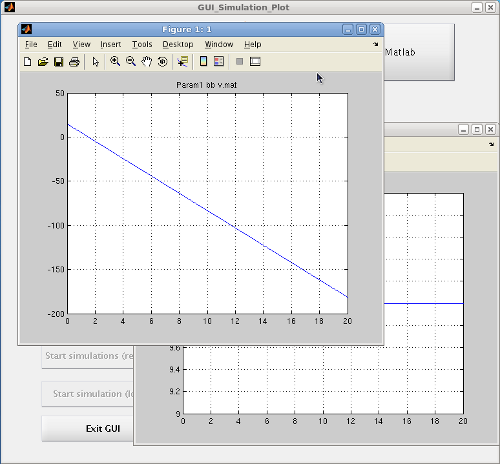 GUI_Simulation_Plot
Figure 1: 1
File Edit View Insert Tools Desktop Window Help
Matlab
Param1 bb v.mat
50
0
-50
-100
-150
-200
0 2 4 6 8 10 12 14 16 18 20
Start simulations (re
9.6
9.4
9.2
9
0 2 4 6 8 10 12 14 16 18 20
Start simulation (lo
Exit GUI